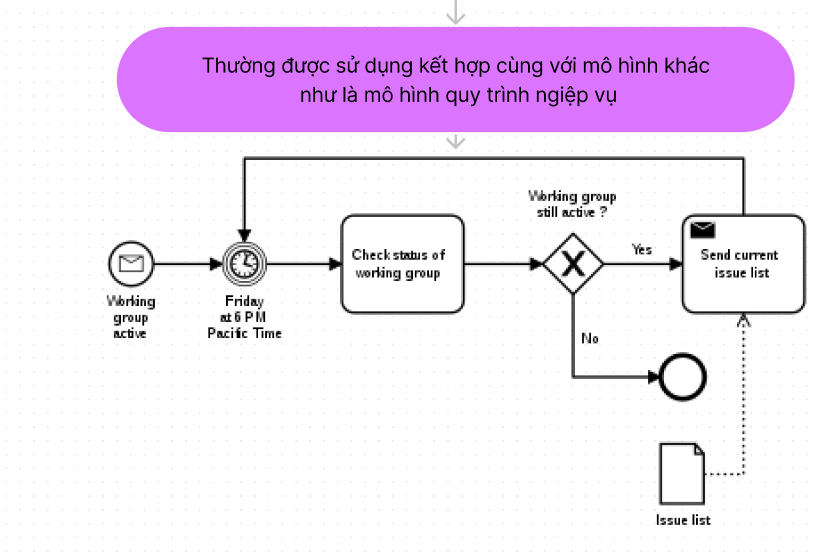 Thường được sử dụng kết hợp cùng với mô hình khác
như là mô hình quy trình ngiệp vụ
Working group
still active ?
Check status of
working group
Yes
Send current
issue list
Working
group
active
Friday
at 6 PM
Pacific Time
No
Issue list